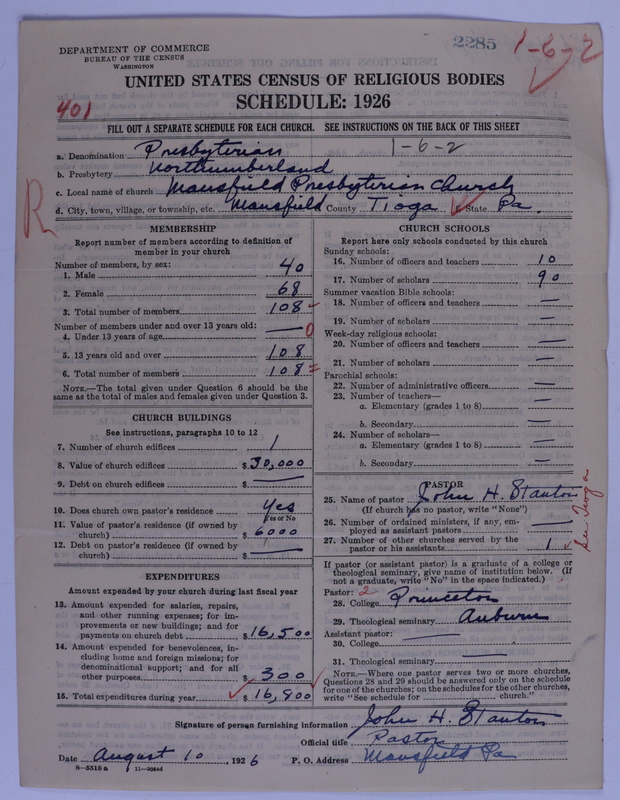 DEPARTMENT OF COMMERCE
BUREAU OF THE CENSUS
WASHINGTON
2285
1-6-2
UNITED STATES CENSUS OF RELIGIOUS BODIES
SCHEDULE: 1926
401
FILL OUT A SEPARATE SCHEDULE FOR EACH CHURCH. SEE INSTRUCTIONS ON THE BACK OF THIS SHEET
a. Denomination Presbyterian 1-6-2
b. Presbytery Northumberland
c. Local name of church Mansfield Presbyterian Church
d. City, town, village, or township, etc. Mansfield County Tioga State Pa.
R
MEMBERSHIP
Report number of members according to definition of
member in your church
Number of members, by sex:
1. Male 40
2. Female 68
3. Total number of members 108
Number of members under and over 13 years old:
4. Under 13 years of age — 0
5. 13 years old and over 108
6. Total number of members 108
NOTE.—The total given under Question 6 should be the
same as the total of males and females given under Question 3.
CHURCH BUILDINGS
See instructions, paragraphs 10 to 12
7. Number of church edifices 1
8. Value of church edifices $ 30,000
9. Debt on church edifices $ —
10. Does church own pastor's residence Yes
Yes or No
11. Value of pastor's residence (if owned by
church) $ 6000
12. Debt on pastor's residence (if owned by
church) $ —
EXPENDITURES
Amount expended by your church during last fiscal year
13. Amount expended for salaries, repairs,
and other running expenses; for im-
provements or new buildings; and for
payments on church debt $ 16,500
14. Amount expended for benevolences, in-
cluding home and foreign missions; for
denominational support; and for all
other purposes $ 300
15. Total expenditures during year $ 16,800
CHURCH SCHOOLS
Report here only schools conducted by this church
Sunday schools:
16. Number of officers and teachers 10
17. Number of scholars 90
Summer vacation Bible schools:
18. Number of officers and teachers —
19. Number of scholars —
Week-day religious schools:
20. Number of officers and teachers —
21. Number of scholars —
Parochial schools:
22. Number of administrative officers —
23. Number of teachers—
a. Elementary (grades 1 to 8) —
b. Secondary —
24. Number of scholars—
a. Elementary (grades 1 to 8) —
b. Secondary —
PASTOR
25. Name of pastor John H. Stanton
(If church has no pastor, write "None")
26. Number of ordained ministers, if any, em-
ployed as assistant pastors —
27. Number of other churches served by the
pastor or his assistants 1
See Tioga
If pastor (or assistant pastor) is a graduate of a college or
theological seminary, give name of institution below. (If
not a graduate, write "No" in the space indicated.)
Pastor: 2
28. College Princeton
29. Theological seminary Auburn
Assistant pastor:
30. College —
31. Theological seminary —
NOTE.—Where one pastor serves two or more churches,
Questions 28 and 29 should be answered only on the schedule
for one of the churches; on the schedules for the other churches,
write "See schedule for ............ church."
Signature of person furnishing information John H. Stanton
Official title Pastor
Date August 10, 1926 P. O. Address Mansfield Pa
8-5518a 11-9054d